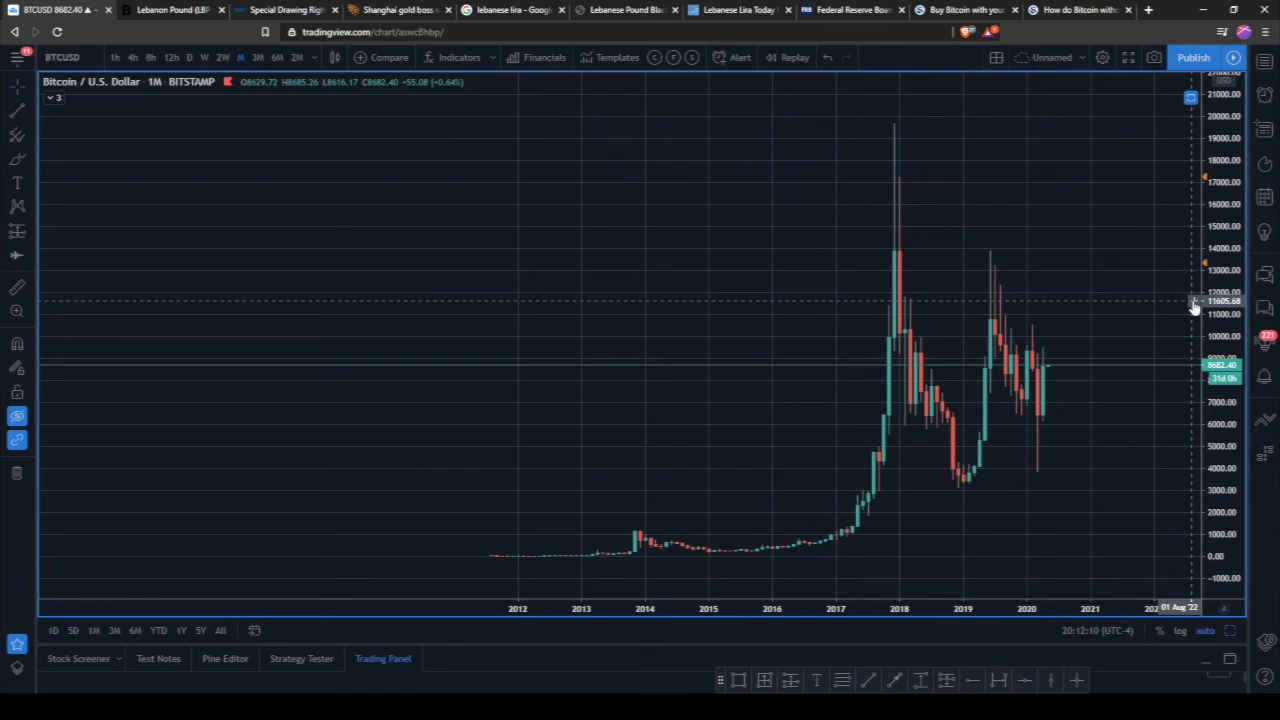 BTCUSD 8682.40 ▲
Lebanon Pound (LBP
Special Drawing Righ
Shanghai gold boss w
lebanese lira - Googl
Lebanese Pound Blac
Lebanese Lira Today
Federal Reserve Boar
Buy Bitcoin with your
How do Bitcoin with
tradingview.com/chart/aswcBhbp/
11
BTCUSD
1h 4h 8h 12h D W 2W M 3M 6M 2M
Compare
Indicators
Financials
Templates
C F S
Alert
Replay
Unnamed
Publish
Bitcoin / U.S. Dollar · 1M · BITSTAMP
O8629.72 H8685.26 L8616.17 C8682.40 +55.08 (+0.64%)
3
USD
21000.00
20000.00
19000.00
18000.00
17000.00
16000.00
15000.00
14000.00
13000.00
12000.00
11605.68
11000.00
10000.00
8682.40
31d 0h
7000.00
6000.00
5000.00
4000.00
3000.00
2000.00
1000.00
0.00
-1000.00
221
2012 2013 2014 2015 2016 2017 2018 2019 2020 2021 01 Aug '22
1D 5D 1M 3M 6M YTD 1Y 5Y All
20:12:10 (UTC-4) % log auto
Stock Screener Text Notes Pine Editor Strategy Tester Trading Panel